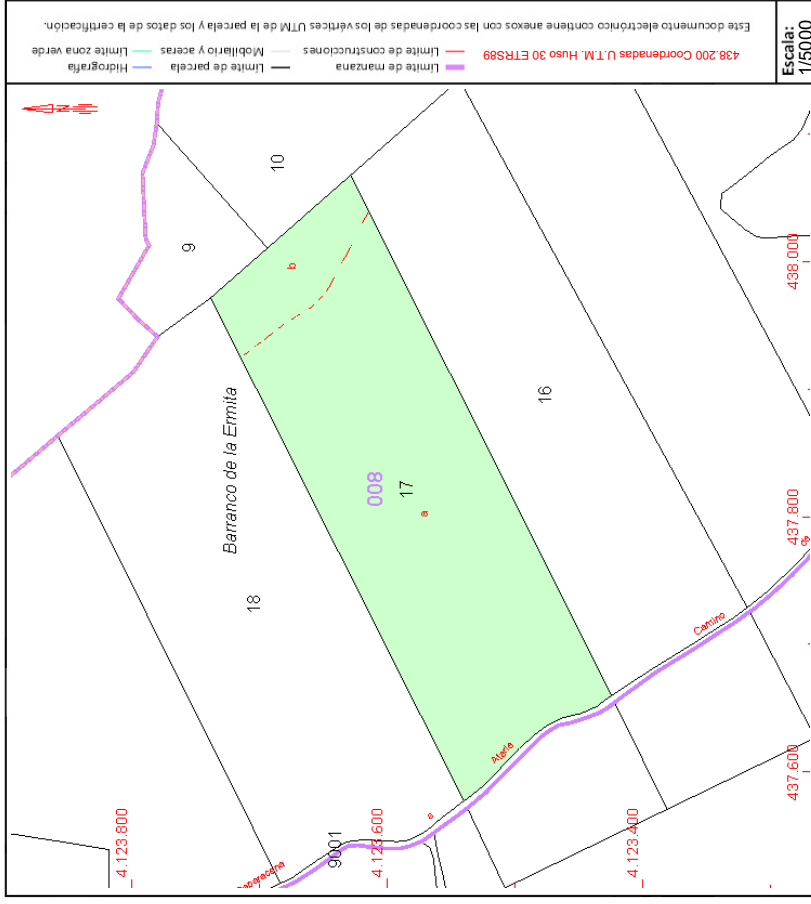 Este documento electrónico contiene anexos con las coordenadas de los vértices UTM de la parcela y los datos de la certificación.
438.200 Coordenadas U.T.M. Huso 30 ETRS89
Límite de manzana
Límite de construcciones
Límite de parcela
Mobiliario y aceras
Hidrografía
Límite zona verde
Escala:
1/5000
N
10
9
b
438.000
Barranco de la Ermita
16
008
17
a
437.800
18
Camino
de
Atarfe
a
437.600
4.123.800
4.123.600
4.123.400
9001